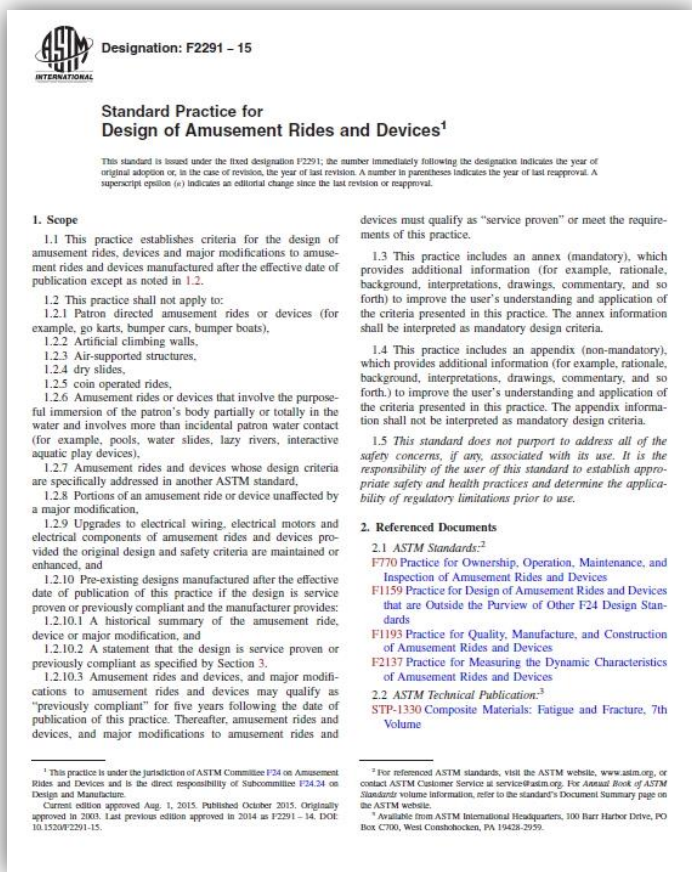 ASTM
INTERNATIONAL
Designation: F2291 – 15
Standard Practice for
Design of Amusement Rides and Devices1
This standard is issued under the fixed designation F2291; the number immediately following the designation indicates the year of
original adoption or, in the case of revision, the year of last revision. A number in parentheses indicates the year of last reapproval. A
superscript epsilon (ε) indicates an editorial change since the last revision or reapproval.
1. Scope
1.1 This practice establishes criteria for the design of
amusement rides, devices and major modifications to amuse-
ment rides and devices manufactured after the effective date of
publication except as noted in 1.2.
1.2 This practice shall not apply to:
1.2.1 Patron directed amusement rides or devices (for
example, go karts, bumper cars, bumper boats),
1.2.2 Artificial climbing walls,
1.2.3 Air-supported structures,
1.2.4 dry slides,
1.2.5 coin operated rides,
1.2.6 Amusement rides or devices that involve the purpose-
ful immersion of the patron's body partially or totally in the
water and involves more than incidental patron water contact
(for example, pools, water slides, lazy rivers, interactive
aquatic play devices),
1.2.7 Amusement rides and devices whose design criteria
are specifically addressed in another ASTM standard,
1.2.8 Portions of an amusement ride or device unaffected by
a major modification,
1.2.9 Upgrades to electrical wiring, electrical motors and
electrical components of amusement rides and devices pro-
vided the original design and safety criteria are maintained or
enhanced, and
1.2.10 Pre-existing designs manufactured after the effective
date of publication of this practice if the design is service
proven or previously compliant and the manufacturer provides:
1.2.10.1 A historical summary of the amusement ride,
device or major modification, and
1.2.10.2 A statement that the design is service proven or
previously compliant as specified by Section 3.
1.2.10.3 Amusement rides and devices, and major modifi-
cations to amusement rides and devices may qualify as
"previously compliant" for five years following the date of
publication of this practice. Thereafter, amusement rides and
devices, and major modifications to amusement rides and
devices must qualify as "service proven" or meet the require-
ments of this practice.
1.3 This practice includes an annex (mandatory), which
provides additional information (for example, rationale,
background, interpretations, drawings, commentary, and so
forth) to improve the user's understanding and application of
the criteria presented in this practice. The annex information
shall be interpreted as mandatory design criteria.
1.4 This practice includes an appendix (non-mandatory),
which provides additional information (for example, rationale,
background, interpretations, drawings, commentary, and so
forth.) to improve the user's understanding and application of
the criteria presented in this practice. The appendix informa-
tion shall not be interpreted as mandatory design criteria.
1.5 This standard does not purport to address all of the
safety concerns, if any, associated with its use. It is the
responsibility of the user of this standard to establish appro-
priate safety and health practices and determine the applica-
bility of regulatory limitations prior to use.
2. Referenced Documents
2.1 ASTM Standards:2
F770 Practice for Ownership, Operation, Maintenance, and
Inspection of Amusement Rides and Devices
F1159 Practice for Design of Amusement Rides and Devices
that are Outside the Purview of Other F24 Design Stan-
dards
F1193 Practice for Quality, Manufacture, and Construction
of Amusement Rides and Devices
F2137 Practice for Measuring the Dynamic Characteristics
of Amusement Rides and Devices
2.2 ASTM Technical Publication:3
STP-1330 Composite Materials: Fatigue and Fracture, 7th
Volume
1 This practice is under the jurisdiction of ASTM Committee F24 on Amusement
Rides and Devices and is the direct responsibility of Subcommittee F24.24 on
Design and Manufacture.
Current edition approved Aug. 1, 2015. Published October 2015. Originally
approved in 2003. Last previous edition approved in 2014 as F2291 – 14. DOI:
10.1520/F2291-15.
2 For referenced ASTM standards, visit the ASTM website, www.astm.org, or
contact ASTM Customer Service at service@astm.org. For Annual Book of ASTM
Standards volume information, refer to the standard's Document Summary page on
the ASTM website.
3 Available from ASTM International Headquarters, 100 Barr Harbor Drive, PO
Box C700, West Conshohocken, PA 19428-2959.